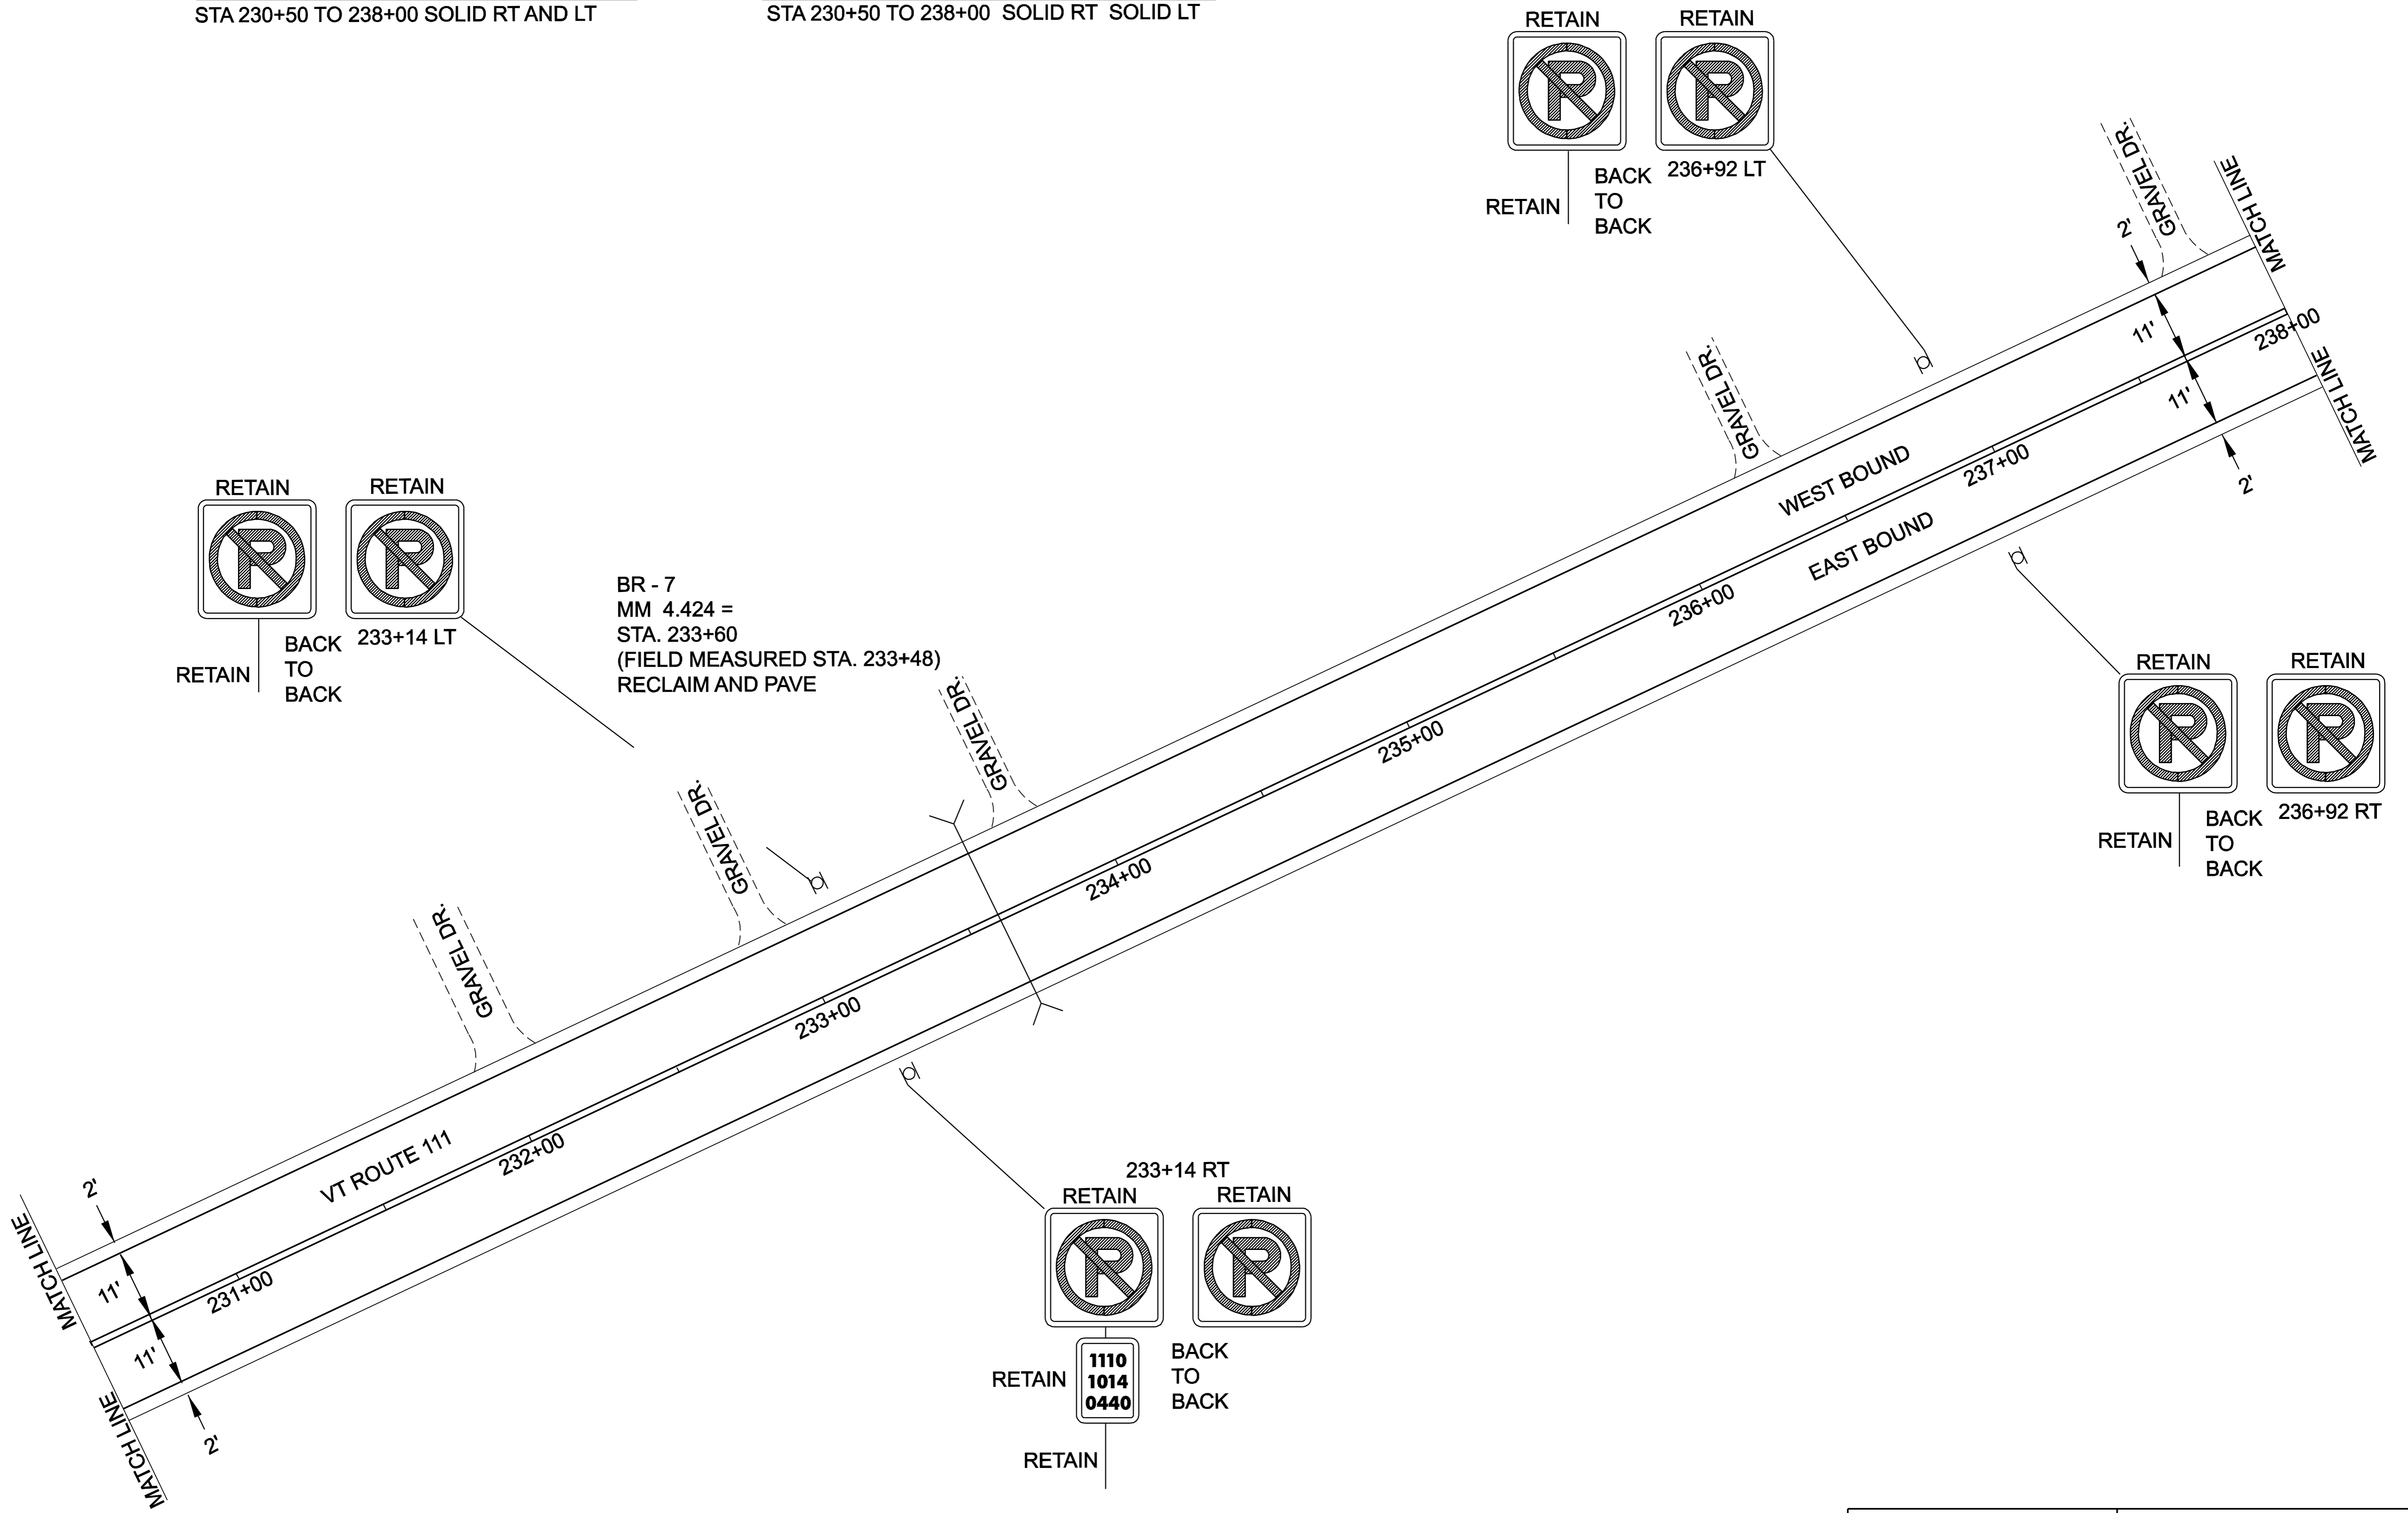 STA 230+50 TO 238+00 SOLID RT AND LT
STA 230+50 TO 238+00 SOLID RT SOLID LT
RETAIN
RETAIN
P
P
236+92 LT
RETAIN
BACK
TO
BACK
GRAVEL DR.
MATCH LINE
2'
11'
238+00
11'
MATCH LINE
2'
GRAVEL DR.
WEST BOUND
237+00
EAST BOUND
236+00
RETAIN
RETAIN
P
P
233+14 LT
RETAIN
BACK
TO
BACK
BR - 7
MM 4.424 =
STA. 233+60
(FIELD MEASURED STA. 233+48)
RECLAIM AND PAVE
GRAVEL DR.
235+00
RETAIN
RETAIN
P
P
236+92 RT
RETAIN
BACK
TO
BACK
GRAVEL DR.
234+00
GRAVEL DR.
233+00
VT ROUTE 111
232+00
2'
MATCH LINE
11'
231+00
11'
MATCH LINE
2'
233+14 RT
RETAIN
RETAIN
P
P
RETAIN
1110
1014
0440
BACK
TO
BACK
RETAIN